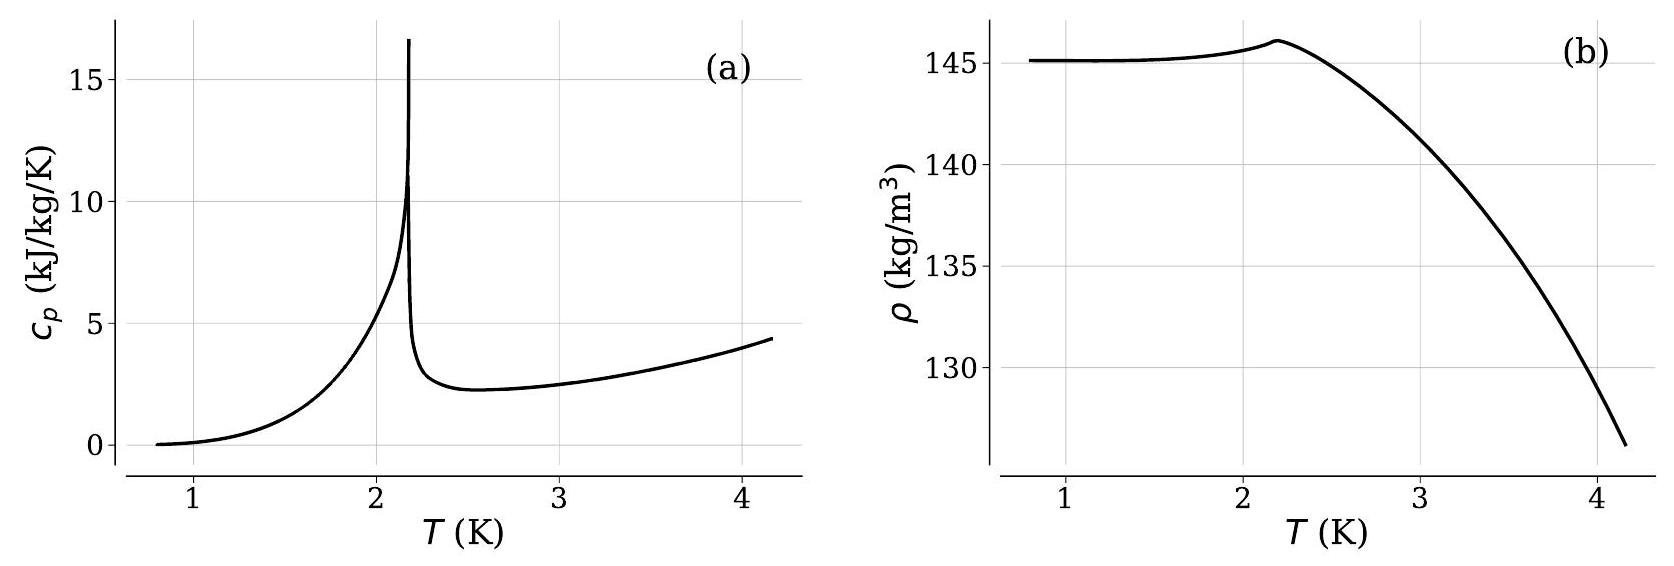 (a)
15
10
5
0
c_p (kJ/kg/K)
1 2 3 4
T (K)
(b)
145
140
135
130
ρ (kg/m³)
1 2 3 4
T (K)